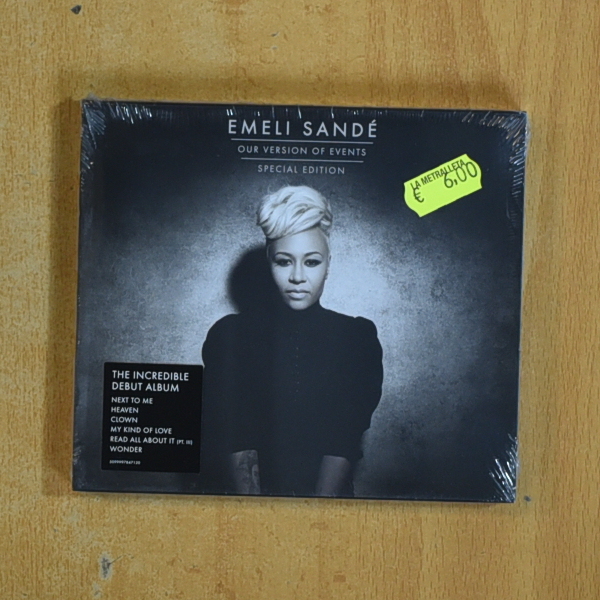 EMELI SANDÉ
OUR VERSION OF EVENTS
SPECIAL EDITION
LA METRALLETA
€ 6,00
THE INCREDIBLE
DEBUT ALBUM
NEXT TO ME
HEAVEN
CLOWN
MY KIND OF LOVE
READ ALL ABOUT IT (PT. III)
WONDER